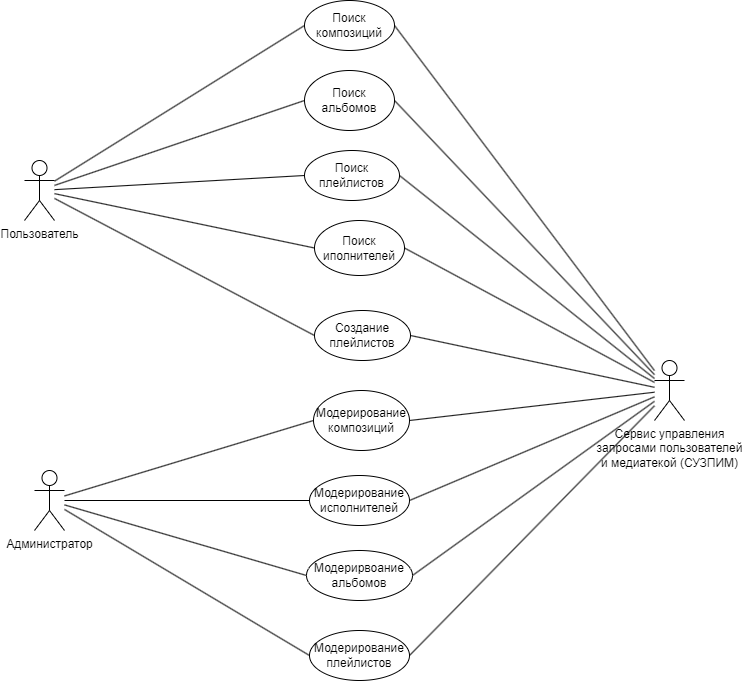 Поиск
композиций
Поиск
альбомов
Поиск
плейлистов
Пользователь
Поиск
иполнителей
Создание
плейлистов
Модерирование
композиций
Сервис управления
запросами пользователей
и медиатекой (СУЗПИМ)
Модерирование
исполнителей
Администратор
Модерирвоание
альбомов
Модерирование
плейлистов